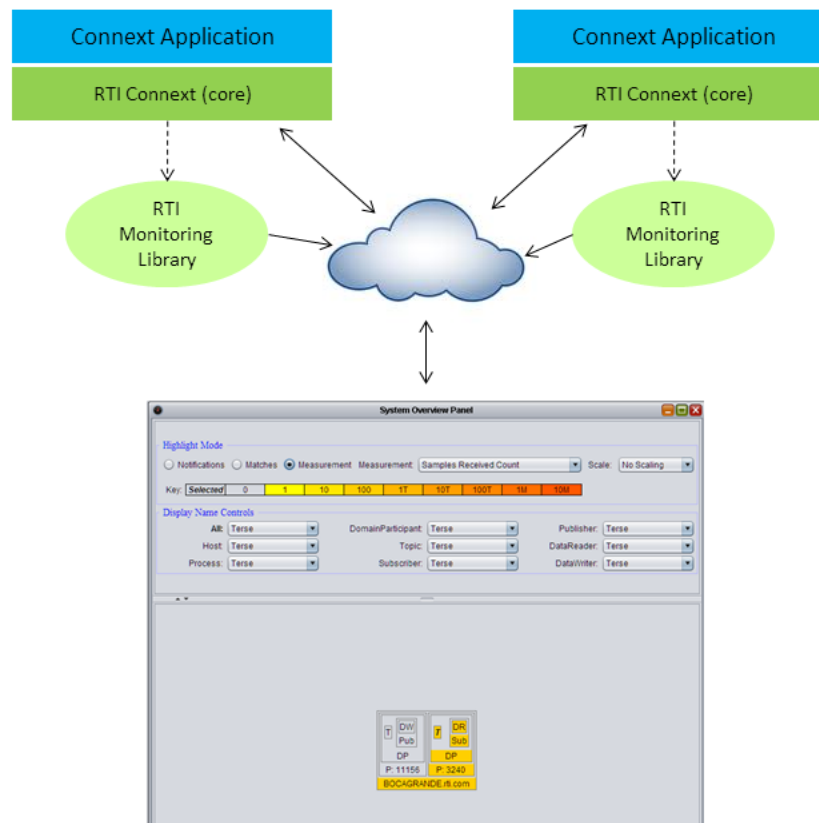 Connext Application
Connext Application
RTI Connext (core)
RTI Connext (core)
RTI
Monitoring
Library
RTI
Monitoring
Library
System Overview Panel
Highlight Mode
Notifications Matches Measurement Measurement: Samples Received Count Scale: No Scaling
Key: Selected 0 1 10 100 1T 10T 100T 1M 10M
Display Name Controls
All: Terse DomainParticipant: Terse Publisher: Terse
Host: Terse Topic: Terse DataReader: Terse
Process: Terse Subscriber: Terse DataWriter: Terse
T DW T DR
Pub Sub
DP DP
P: 11156 P: 3240
BOCAGRANDE.rti.com